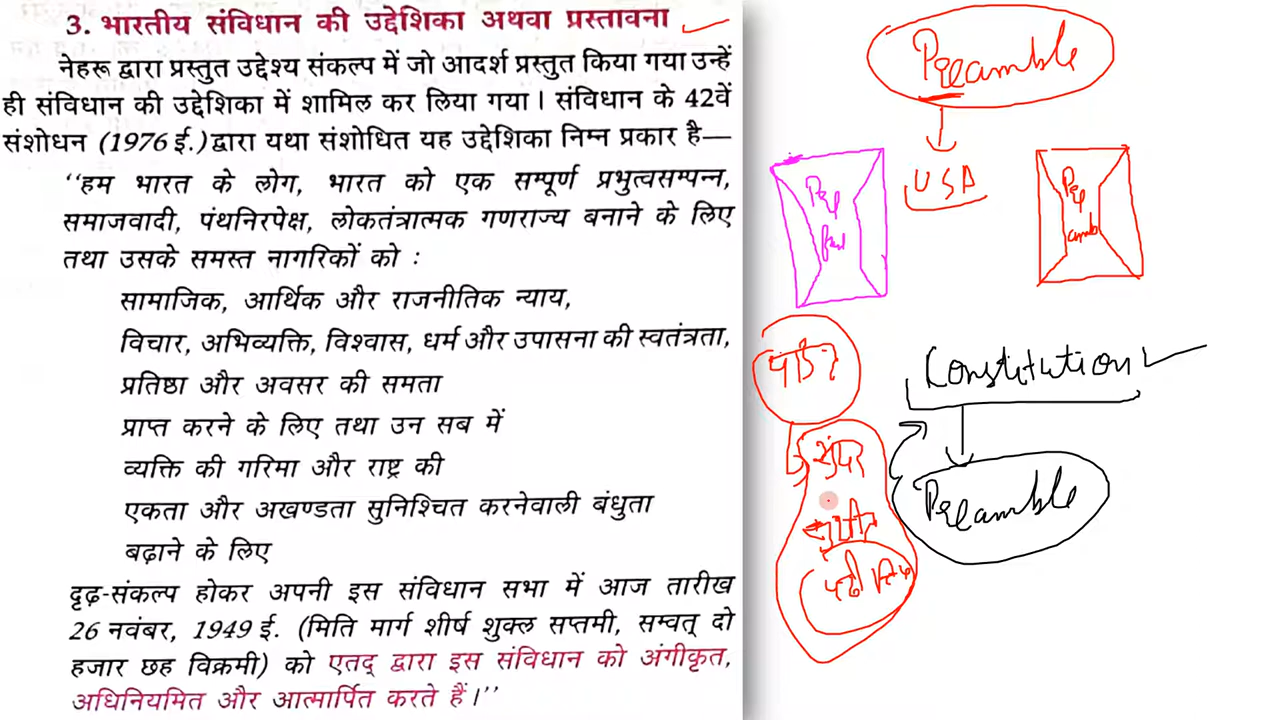 3. भारतीय संविधान की उद्देशिका अथवा प्रस्तावना
नेहरू द्वारा प्रस्तुत उद्देश्य संकल्प में जो आदर्श प्रस्तुत किया गया उन्हें
ही संविधान की उद्देशिका में शामिल कर लिया गया। संविधान के 42वें
संशोधन (1976 ई.) द्वारा यथा संशोधित यह उद्देशिका निम्न प्रकार है—
‘‘हम भारत के लोग, भारत को एक सम्पूर्ण प्रभुत्वसम्पन्न,
समाजवादी, पंथनिरपेक्ष, लोकतंत्रात्मक गणराज्य बनाने के लिए
तथा उसके समस्त नागरिकों को :
सामाजिक, आर्थिक और राजनीतिक न्याय,
विचार, अभिव्यक्ति, विश्वास, धर्म और उपासना की स्वतंत्रता,
प्रतिष्ठा और अवसर की समता
प्राप्त करने के लिए तथा उन सब में
व्यक्ति की गरिमा और राष्ट्र की
एकता और अखण्डता सुनिश्चित करनेवाली बंधुता
बढ़ाने के लिए
दृढ़-संकल्प होकर अपनी इस संविधान सभा में आज तारीख
26 नवंबर, 1949 ई. (मिति मार्ग शीर्ष शुक्ल सप्तमी, सम्वत् दो
हजार छह विक्रमी) को एतद् द्वारा इस संविधान को अंगीकृत,
अधिनियमित और आत्मार्पित करते हैं।’’
Preamble
USA
Constitution
Preamble